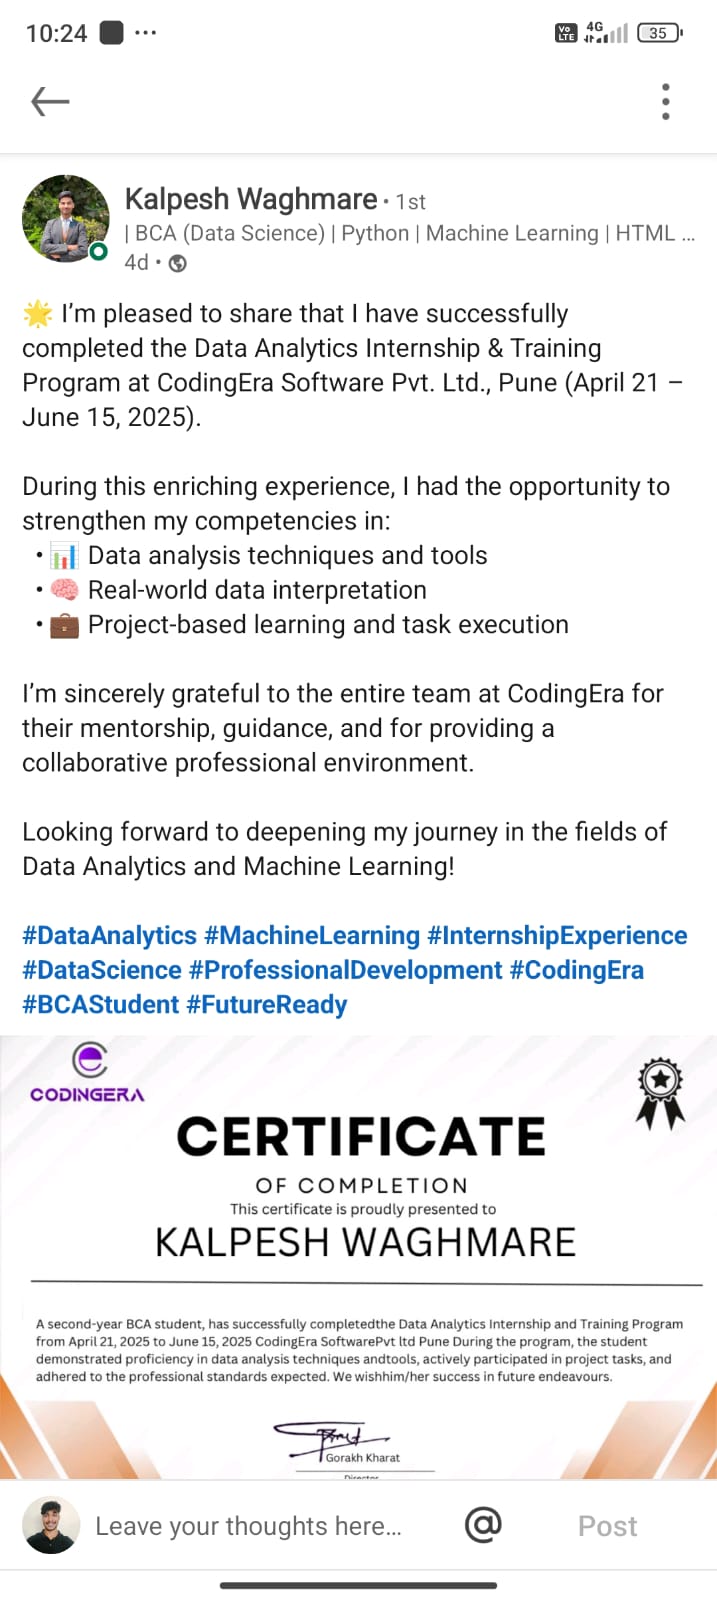 10:24 ...
Vo LTE 4G 35
Kalpesh Waghmare • 1st
| BCA (Data Science) | Python | Machine Learning | HTML ...
4d •
🌟 I’m pleased to share that I have successfully
completed the Data Analytics Internship & Training
Program at CodingEra Software Pvt. Ltd., Pune (April 21 –
June 15, 2025).
During this enriching experience, I had the opportunity to
strengthen my competencies in:
• 📊 Data analysis techniques and tools
• 🧠 Real-world data interpretation
• 💼 Project-based learning and task execution
I’m sincerely grateful to the entire team at CodingEra for
their mentorship, guidance, and for providing a
collaborative professional environment.
Looking forward to deepening my journey in the fields of
Data Analytics and Machine Learning!
#DataAnalytics #MachineLearning #InternshipExperience
#DataScience #ProfessionalDevelopment #CodingEra
#BCAStudent #FutureReady
CODINGERA
CERTIFICATE
OF COMPLETION
This certificate is proudly presented to
KALPESH WAGHMARE
A second-year BCA student, has successfully completedthe Data Analytics Internship and Training Program
from April 21, 2025 to June 15, 2025 CodingEra SoftwarePvt ltd Pune During the program, the student
demonstrated proficiency in data analysis techniques andtools, actively participated in project tasks, and
adhered to the professional standards expected. We wishhim/her success in future endeavours.
Gorakh Kharat
Director
Leave your thoughts here... @ Post